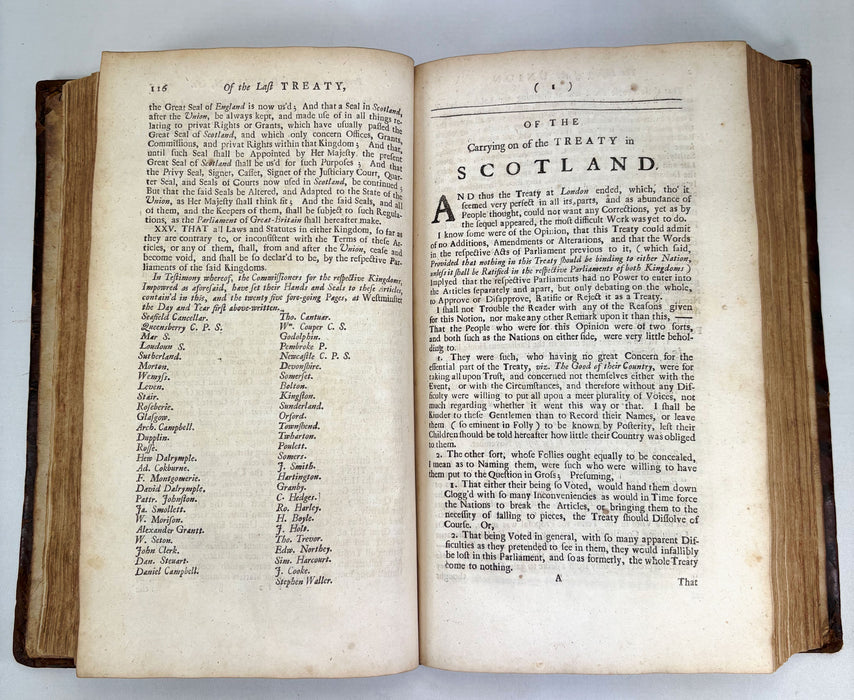 116 Of the Last TREATY,
the Great Seal of England is now us'd; And that a Seal in Scotland,
after the Union, be always kept, and made use of in all things re-
lating to privat Rights or Grants, which have usually passed the
Great Seal of Scotland, and which only concern Offices, Grants,
Commissions, and privat Rights within that Kingdom; And that,
until such Seal shall be Appointed by Her Majesty, the present
Great Seal of Scotland shall be us'd for such Purposes; And that
the Privy Seal, Signet, Casset, Signet of the Justiciary Court, Quar-
ter Seal, and Seals of Courts now used in Scotland, be continued;
But that the said Seals be Altered, and Adapted to the State of the
Union, as Her Majesty shall think fit; And the said Seals, and all
of them, and the Keepers of them, shall be subject to such Regula-
tions, as the Parliament of Great-Britain shall hereafter make.
XXV. THAT all Laws and Statutes in either Kingdom, so far as
they are contrary to, or inconsistent with the Terms of these Ar-
ticles, or any of them, shall, from and after the Union, cease and
become void, and shall be so declar'd to be, by the respective Par-
liaments of the said Kingdoms.
In Testimony whereof, the Commissioners for the respective Kingdoms,
Impowred as aforesaid, have set their Hands and Seals to these Articles,
contain'd in this, and the twenty five fore-going Pages, at Westminster
the Day and Year first above-written.
Seafield Cancellar.
Queensberry C. P. S.
Mar S.
Loudoun S.
Sutherland.
Morton.
Wemyss.
Leven.
Stair.
Roseberie.
Glasgow.
Arch. Campbell.
Dupplin.
Rosse.
Hew Dalrymple.
Ad. Cokburne.
F. Montgomerie.
David Dalrymple.
Patr. Johnston.
Ja. Smollett.
W. Morison.
Alexander Grantt.
W. Seton.
John Clerk.
Dan. Steuart.
Daniel Campbell.
Tho. Cantuar.
Wm. Couper C. S.
Godolphin.
Pembroke P.
Newcastle C. P. S.
Devonshire.
Somerset.
Bolton.
Kingston.
Sunderland.
Orford.
Townshend.
Wharton.
Poulett.
Somers.
J. Smith.
Hartington.
Granby.
C. Hedges.
Ro. Harley.
H. Boyle.
J. Holt.
Tho. Trevor.
Edw. Northey.
Sim. Harcourt.
J. Cooke.
Stephen Waller.
( 1 )
OF THE
Carrying on of the TREATY in
SCOTLAND.
AND thus the Treaty at London ended, which, tho' it
seemed very perfect in all its parts, and as abundance of
People thought, could not want any Corrections, yet as by
the sequel appeared, the most difficult Work was yet to do.
I know some were of the Opinion, that this Treaty could admit
of no Additions, Amendments or Alterations, and that the Words
in the respective Acts of Parliament previous to it, ( which said,
Provided that nothing in this Treaty should be binding to either Nation,
unless it shall be Ratified in the respective Parliaments of both Kingdoms )
Implyed that the respective Parliaments had no Power to enter into
the Articles separately and apart, but only debating on the whole,
to Approve or Disapprove, Ratifie or Reject it as a Treaty.
I shall not Trouble the Reader with any of the Reasons given
for this Notion, nor make any other Remark upon it than this, —
That the People who were for this Opinion were of two sorts,
and both such as the Nations on either side, were very little behol-
ding to.
1. They were such, who having no great Concern for the
essential part of the Treaty, viz. The Good of their Country, were for
taking all upon Trust, and concerned not themselves either with the
Event, or with the Circumstances, and therefore without any Dif-
ficulty were willing to put all upon a meer plurality of Voices, not
much regarding whether it went this way or that. I shall be
Kinder to these Gentlemen than to Record their Names, or leave
them ( so eminent in Folly ) to be known by Posterity, lest their
Children should be told hereafter how little their Country was obliged
to them.
2. The other sort, whose Follies ought equally to be concealed,
I mean as to Naming them, were such who were willing to have
them put to the Question in Gross; Presuming,
1. That either their being so Voted, would hand them down
Clogg'd with so many Inconveniencies as would in Time force
the Nations to break the Articles, or bringing them to the
necessity of falling to pieces, the Treaty should Dissolve of
Course. Or,
2. That being Voted in general, with so many apparent Dif-
ficulties as they pretended to see in them, they would infallibly
be lost in this Parliament, and so as formerly, the whole Treaty
come to nothing.
A That